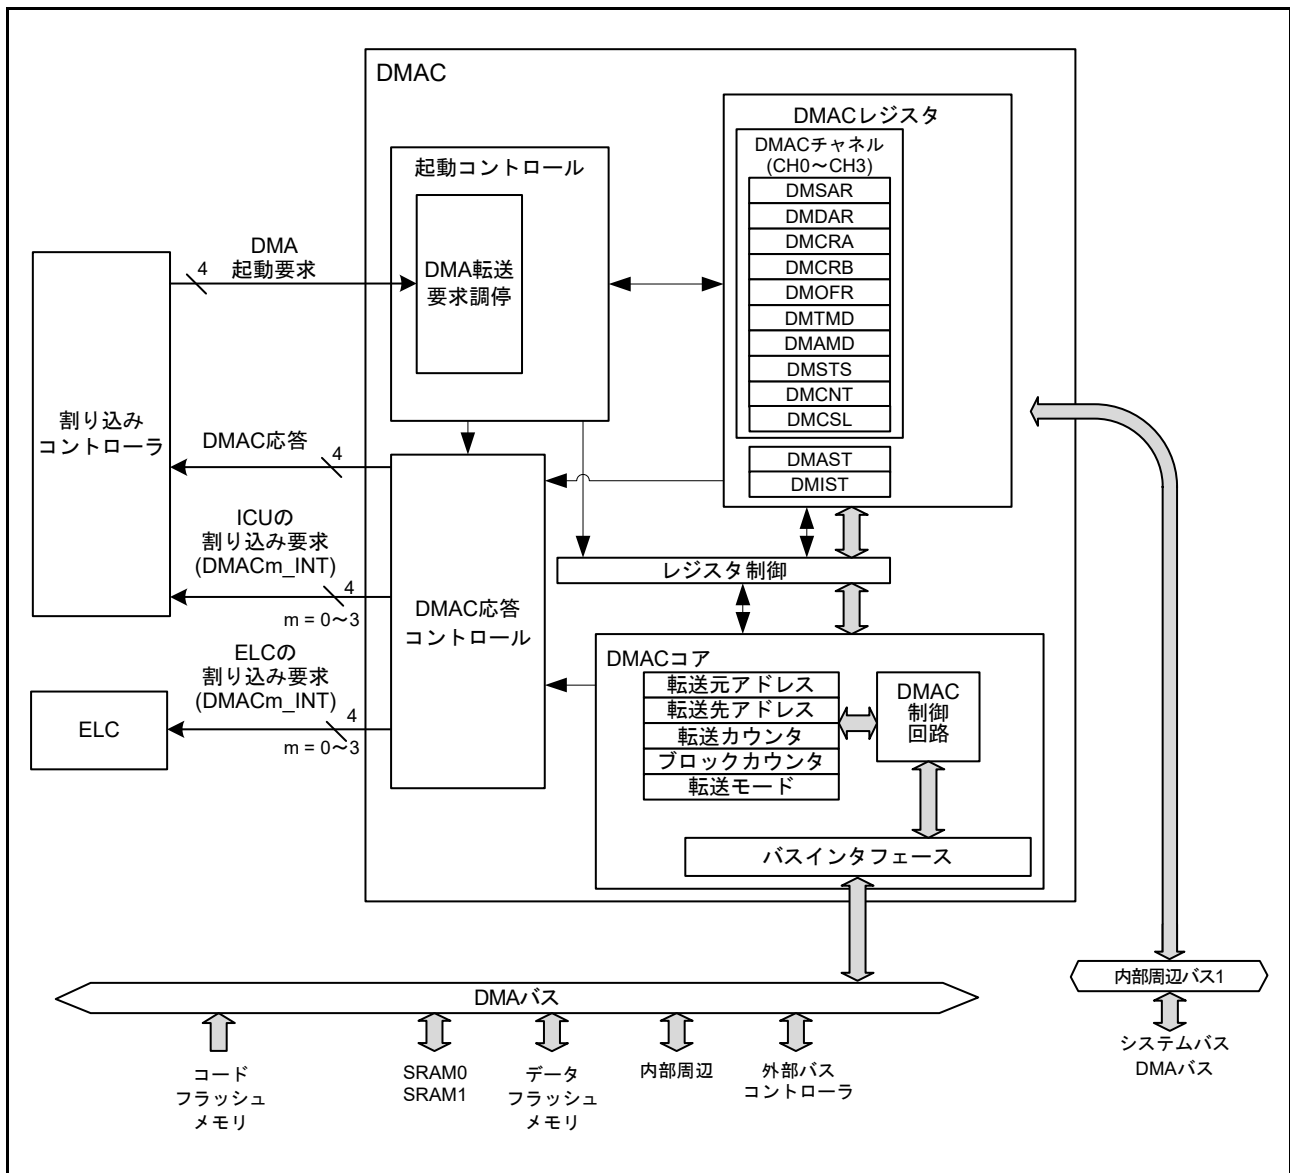 DMAC
DMACレジスタ
DMACチャネル
(CH0～CH3)
DMSAR
DMDAR
DMCRA
DMCRB
DMOFR
DMTMD
DMAMD
DMSTS
DMCNT
DMCSL
DMAST
DMIST
起動コントロール
DMA転送
要求調停
DMA
起動要求
4
割り込み
コントローラ
DMAC応答
4
ICUの
割り込み要求
(DMACm_INT)
4
m = 0～3
ELCの
割り込み要求
(DMACm_INT)
4
m = 0～3
ELC
DMAC応答
コントロール
レジスタ制御
DMACコア
転送元アドレス
転送先アドレス
転送カウンタ
ブロックカウンタ
転送モード
DMAC
制御
回路
バスインタフェース
DMAバス
内部周辺バス1
システムバス
DMAバス
コード
フラッシュ
メモリ
SRAM0
SRAM1
データ
フラッシュ
メモリ
内部周辺
外部バス
コントローラ